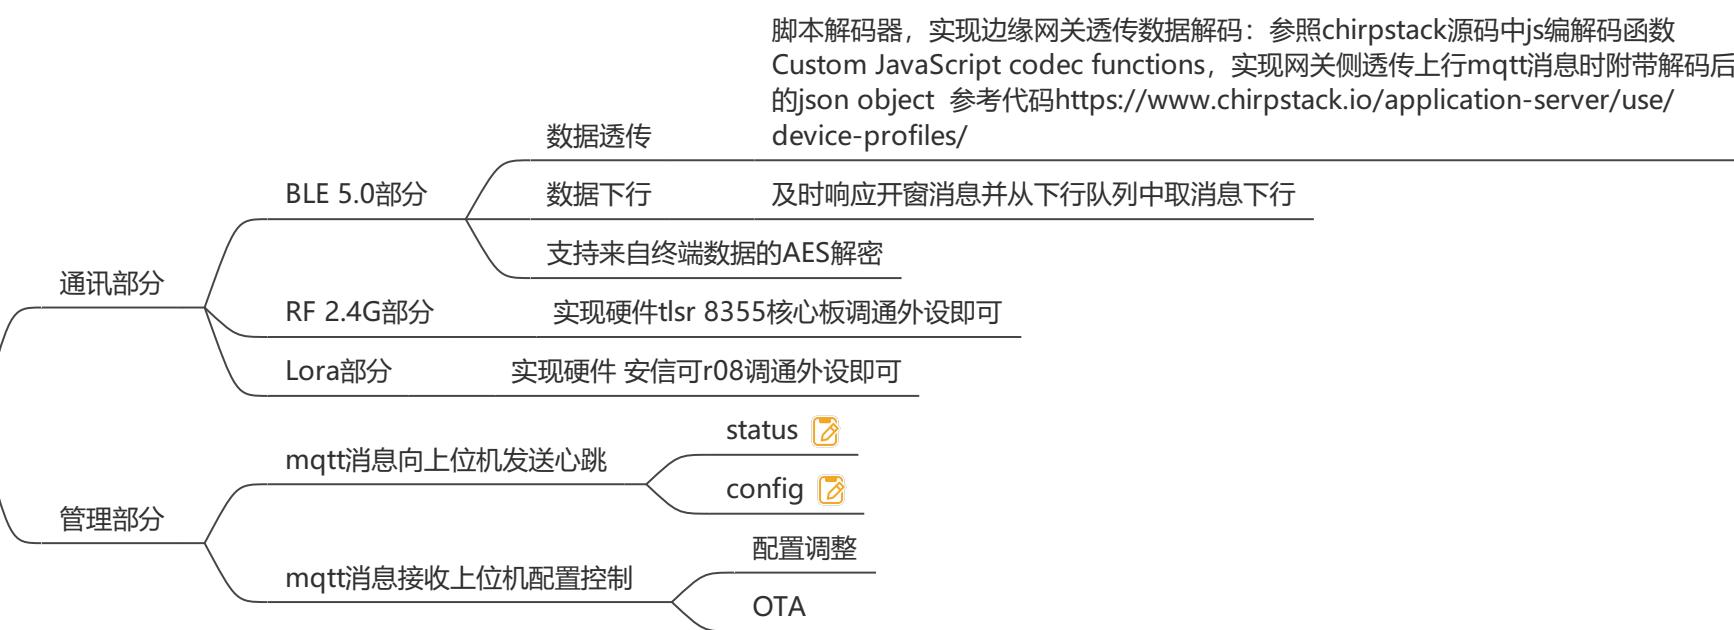 脚本解码器，实现边缘网关透传数据解码：参照chirpstack源码中js编解码函数
Custom JavaScript codec functions，实现网关侧透传上行mqtt消息时附带解码后
的json object 参考代码https://www.chirpstack.io/application-server/use/
device-profiles/
数据透传
BLE 5.0部分
数据下行
及时响应开窗消息并从下行队列中取消息下行
支持来自终端数据的AES解密
通讯部分
RF 2.4G部分
实现硬件tlsr 8355核心板调通外设即可
Lora部分
实现硬件 安信可r08调通外设即可
status
mqtt消息向上位机发送心跳
config
管理部分
配置调整
mqtt消息接收上位机配置控制
OTA